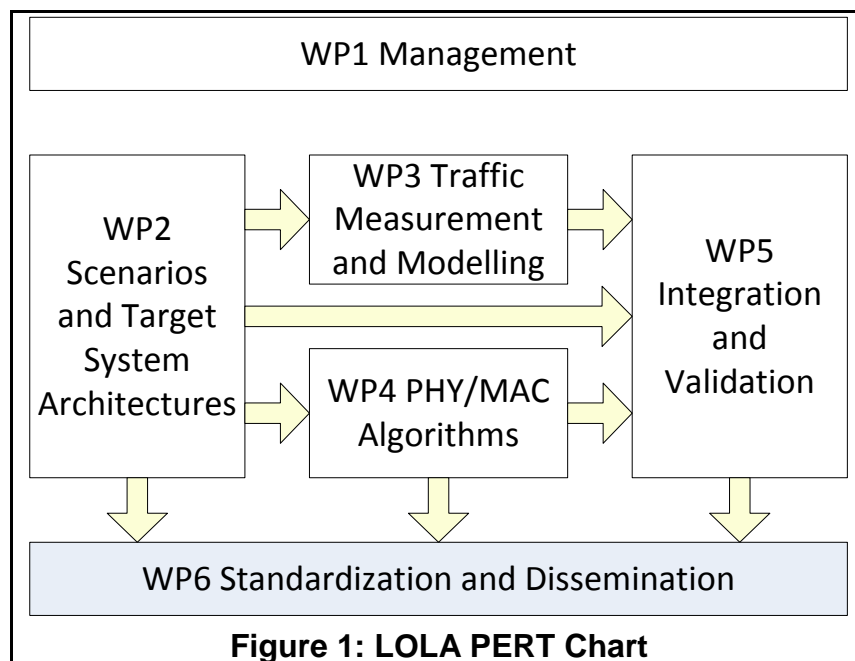 WP1 Management
WP2
Scenarios
and Target
System
Architectures
WP3 Traffic
Measurement
and Modelling
WP4 PHY/MAC
Algorithms
WP5
Integration
and
Validation
WP6 Standardization and Dissemination
Figure 1: LOLA PERT Chart